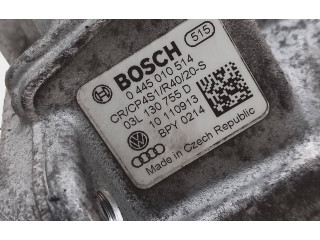 BOSCH 515
0 445 010 514
CR/CP4S1/R40/20-S
03L 130 755 D
10 110913
BPY 0214
Made in Czech Republic